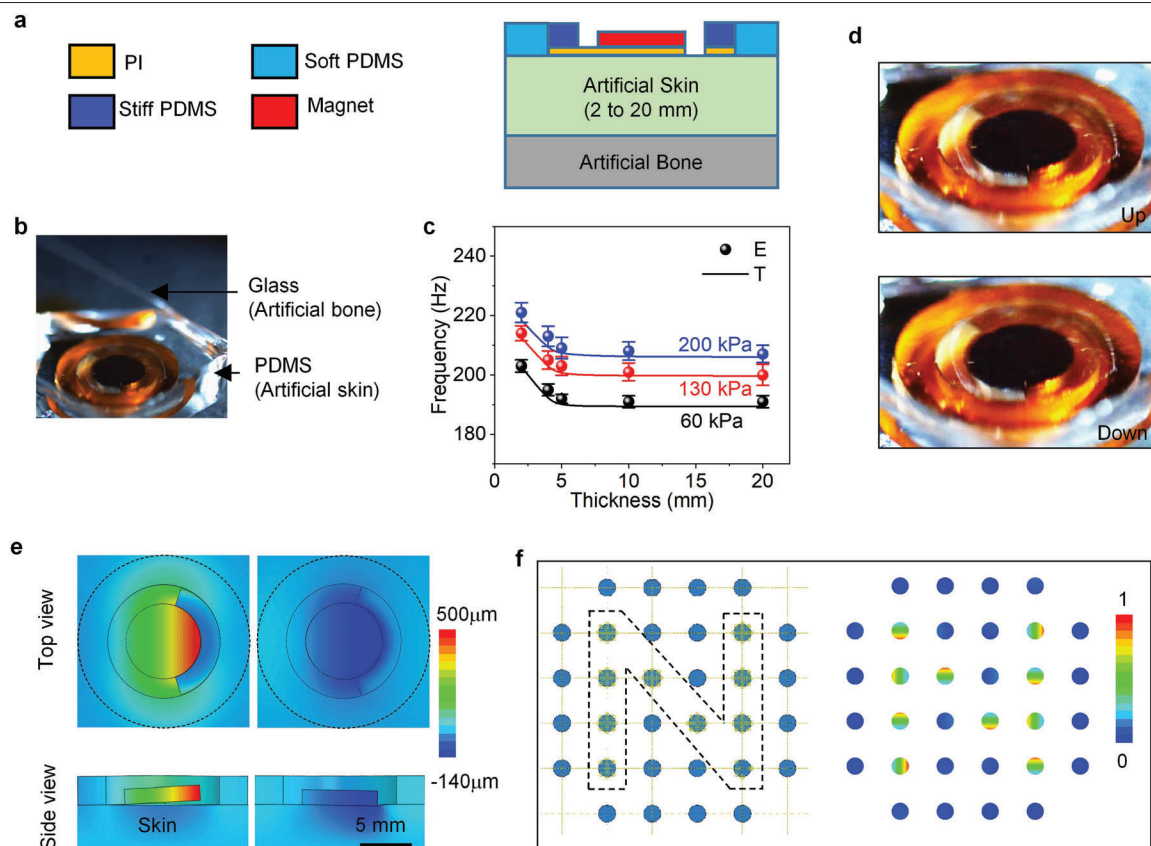 a
PI
Soft PDMS
Stiff PDMS
Magnet
Artificial Skin
(2 to 20 mm)
Artificial Bone
b
Glass
(Artificial bone)
PDMS
(Artificial skin)
c
Frequency (Hz)
240
220
200
180
E
T
200 kPa
130 kPa
60 kPa
0
5
10
15
20
Thickness (mm)
d
Up
Down
e
Top view
500μm
-140μm
Side view
Skin
5 mm
f
1
0